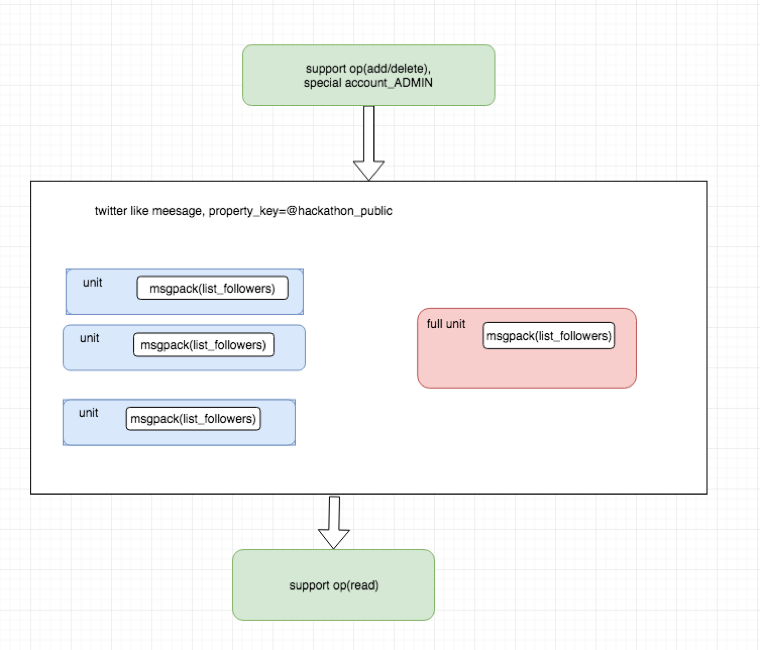 support op(add/delete),
special account_ADMIN
twitter like meesage, property_key=@hackathon_public
unit
msgpack(list_followers)
unit
msgpack(list_followers)
full unit
msgpack(list_followers)
unit
msgpack(list_followers)
support op(read)